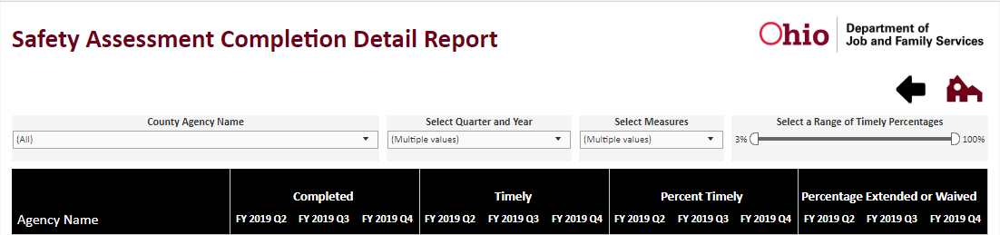 Safety Assessment Completion Detail Report
Ohio
Department of
Job and Family Services
County Agency Name
Select Quarter and Year
Select Measures
Select a Range of Timely Percentages
(All)
(Multiple values)
(Multiple values)
3%
100%
Completed
Timely
Percent Timely
Percentage Extended or Waived
Agency Name
FY 2019 Q2 FY 2019 Q3 FY 2019 Q4 FY 2019 Q2 FY 2019 Q3 FY 2019 Q4 FY 2019 Q2 FY 2019 Q3 FY 2019 Q4 FY 2019 Q2 FY 2019 Q3 FY 2019 Q4